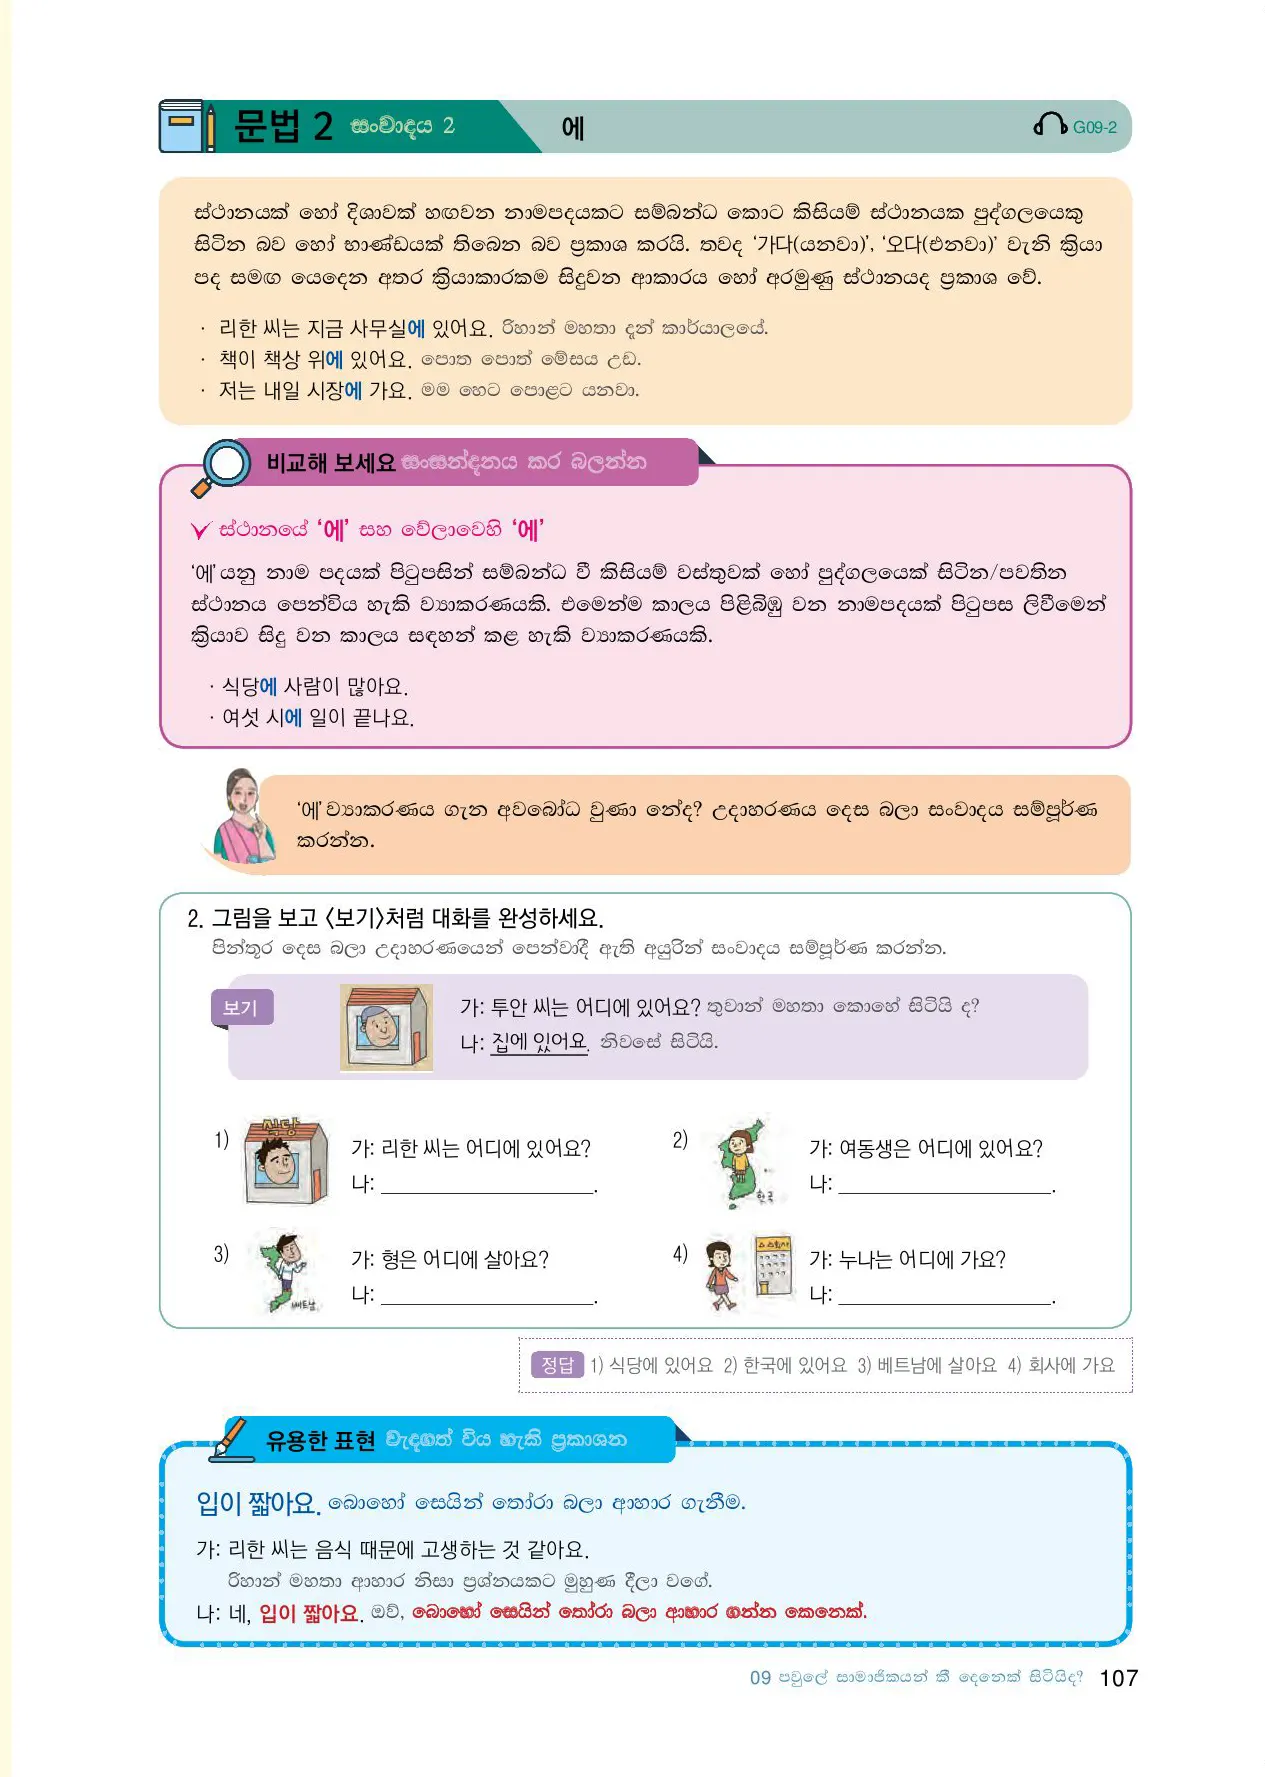 문법 2 සංවාදය 2 에 G09-2
ස්ථානයක් හෝ දිශාවක් හඟවන නාමපදයකට සම්බන්ධ කොට කිසියම් ස්ථානයක පුද්ගලයෙකු
සිටින බව හෝ භාණ්ඩයක් තිබෙන බව ප්‍රකාශ කරයි. තවද ‘가다(යනවා)’, ‘오다(එනවා)’ වැනි ක්‍රියා
පද සමඟ යෙදෙන අතර ක්‍රියාකාරකම සිදුවන ආකාරය හෝ අරමුණු ස්ථානයද ප්‍රකාශ වේ.
· 리한 씨는 지금 사무실에 있어요. රිහාන් මහතා දැන් කාර්යාලයේ.
· 책이 책상 위에 있어요. පොත පොත් මේසය උඩ.
· 저는 내일 시장에 가요. මම හෙට පොළට යනවා.
비교해 보세요 සංසන්දනය කර බලන්න
ස්ථානයේ ‘에’ සහ වේලාවෙහි ‘에’
‘에’ යනු නාම පදයක් පිටුපසින් සම්බන්ධ වී කිසියම් වස්තුවක් හෝ පුද්ගලයෙක් සිටින/පවතින
ස්ථානය පෙන්විය හැකි ව්‍යාකරණයකි. එමෙන්ම කාලය පිළිබිඹු වන නාමපදයක් පිටුපස ලිවීමෙන්
ක්‍රියාව සිදු වන කාලය සඳහන් කළ හැකි ව්‍යාකරණයකි.
· 식당에 사람이 많아요.
· 여섯 시에 일이 끝나요.
‘에’ ව්‍යාකරණය ගැන අවබෝධ වුණා නේද? උදාහරණය දෙස බලා සංවාදය සම්පූර්ණ
කරන්න.
2. 그림을 보고 〈보기〉처럼 대화를 완성하세요.
පින්තූර දෙස බලා උදාහරණයෙන් පෙන්වාදී ඇති අයුරින් සංවාදය සම්පූර්ණ කරන්න.
보기
가: 투안 씨는 어디에 있어요? තුවාන් මහතා කොහේ සිටියි ද?
나: 집에 있어요. නිවසේ සිටියි.
1) 식당 가: 리한 씨는 어디에 있어요?
나: ____________________.
2) 한국 가: 여동생은 어디에 있어요?
나: ____________________.
3) 베트남 가: 형은 어디에 살아요?
나: ____________________.
4) 가: 누나는 어디에 가요?
나: ____________________.
정답 1) 식당에 있어요 2) 한국에 있어요 3) 베트남에 살아요 4) 회사에 가요
유용한 표현 වැදගත් විය හැකි ප්‍රකාශන
입이 짧아요. බොහෝ සෙයින් තෝරා බලා ආහාර ගැනීම.
가: 리한 씨는 음식 때문에 고생하는 것 같아요.
රිහාන් මහතා ආහාර නිසා ප්‍රශ්නයකට මුහුණ දීලා වගේ.
나: 네, 입이 짧아요. ඔව්, බොහෝ සෙයින් තෝරා බලා ආහාර ගන්න කෙනෙක්.
09 පවුලේ සාමාජිකයන් කී දෙනෙක් සිටියිද? 107